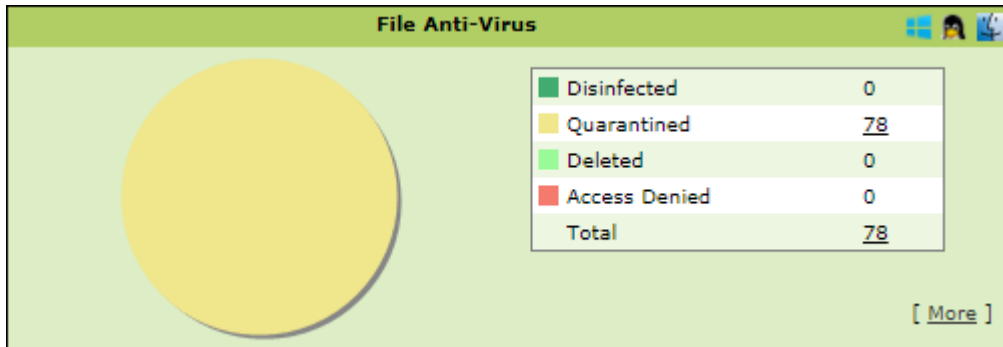 File Anti-Virus
Disinfected 0
Quarantined 78
Deleted 0
Access Denied 0
Total 78
[ More ]